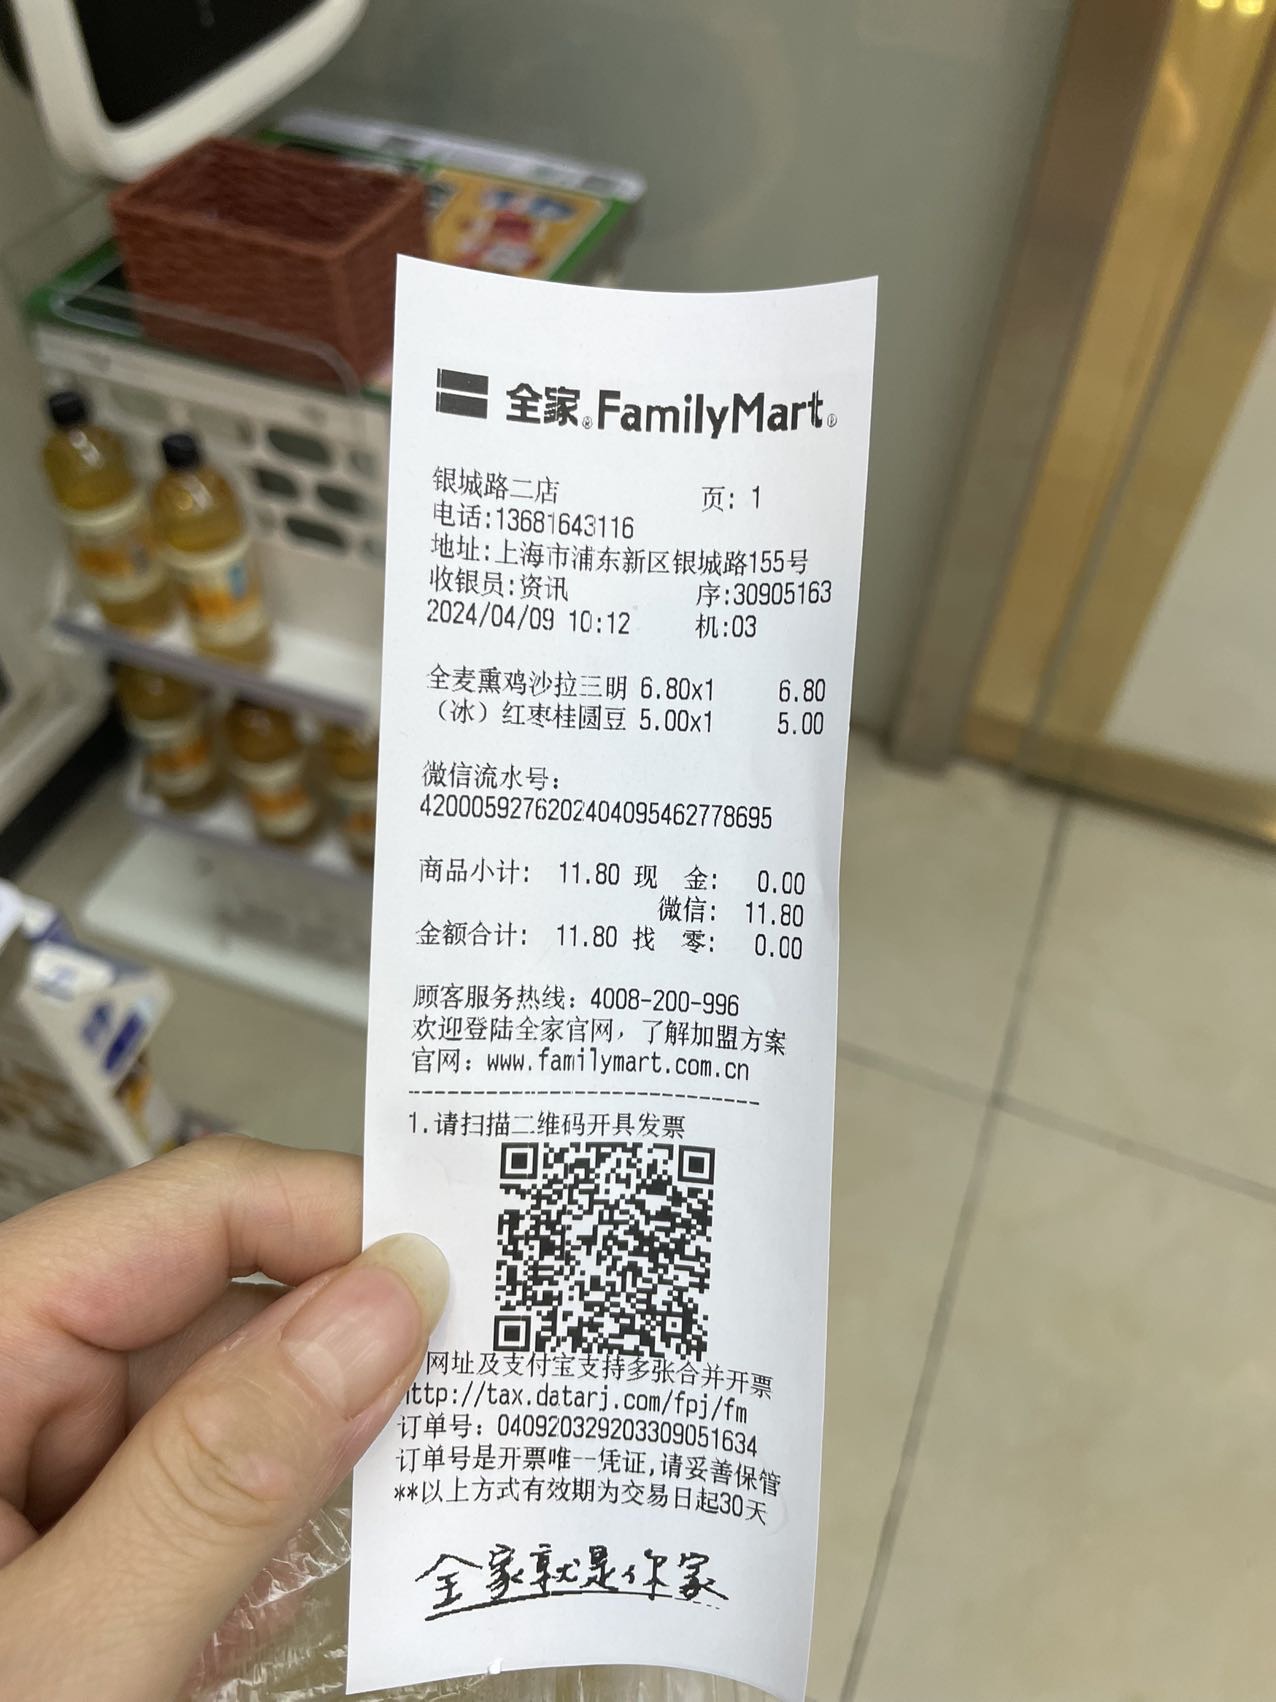 全家®FamilyMart®
银城路二店 页: 1
电话:13681643116
地址:上海市浦东新区银城路155号
收银员:资讯 序:30905163
2024/04/09 10:12 机:03
全麦熏鸡沙拉三明 6.80x1 6.80
（冰）红枣桂圆豆 5.00x1 5.00
微信流水号:
4200059276202404095462778695
商品小计: 11.80 现 金: 0.00
微信: 11.80
金额合计: 11.80 找 零: 0.00
顾客服务热线: 4008-200-996
欢迎登陆全家官网, 了解加盟方案
官网: www.familymart.com.cn
1.请扫描二维码开具发票
网址及支付宝支持多张合并开票
http://tax.datarj.com/fpj/fm
订单号: 040920329203309051634
订单号是开票唯一凭证,请妥善保管
**以上方式有效期为交易日起30天
全家就是你家